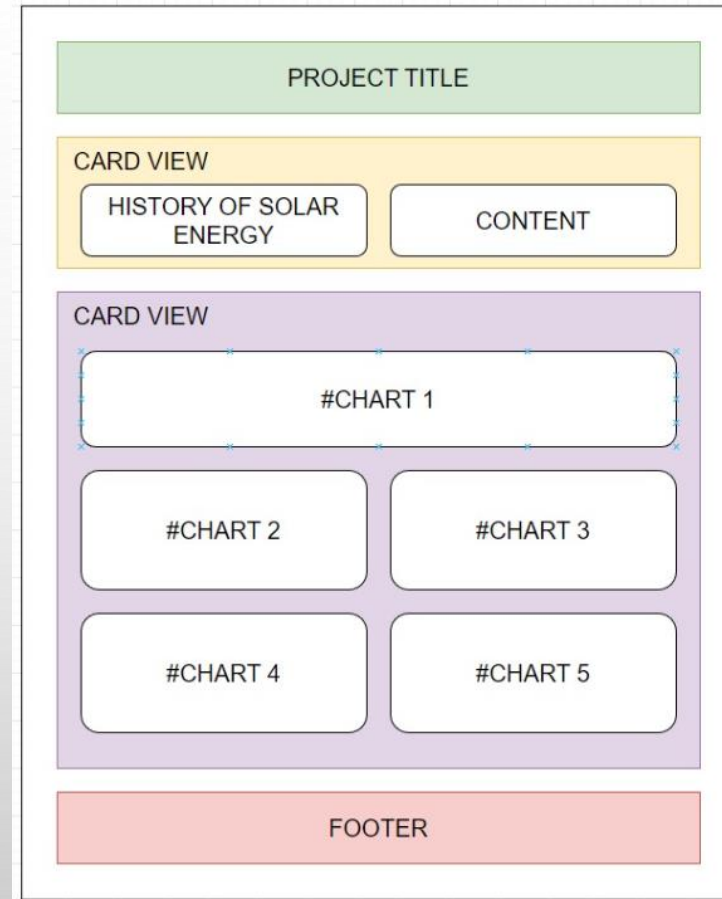 PROJECT TITLE
CARD VIEW
HISTORY OF SOLAR
ENERGY
CONTENT
CARD VIEW
#CHART 1
#CHART 2
#CHART 3
#CHART 4
#CHART 5
FOOTER